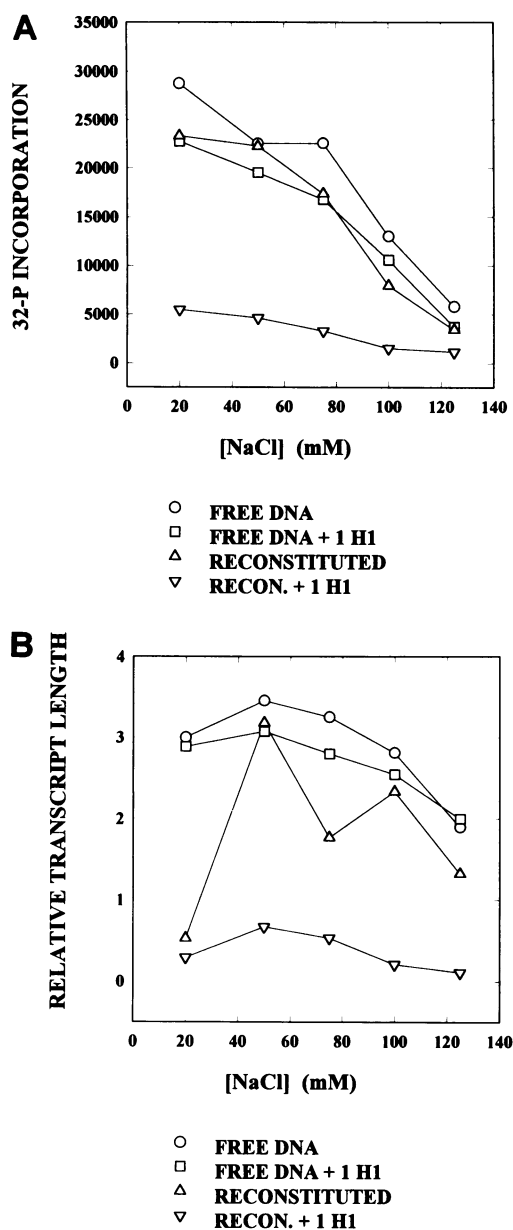 A
32-P INCORPORATION
35000
30000
25000
20000
15000
10000
5000
0
0 20 40 60 80 100 120 140
[NaCl] (mM)
FREE DNA
FREE DNA + 1 H1
RECONSTITUTED
RECON. + 1 H1
B
RELATIVE TRANSCRIPT LENGTH
4
3
2
1
0
0 20 40 60 80 100 120 140
[NaCl] (mM)
FREE DNA
FREE DNA + 1 H1
RECONSTITUTED
RECON. + 1 H1